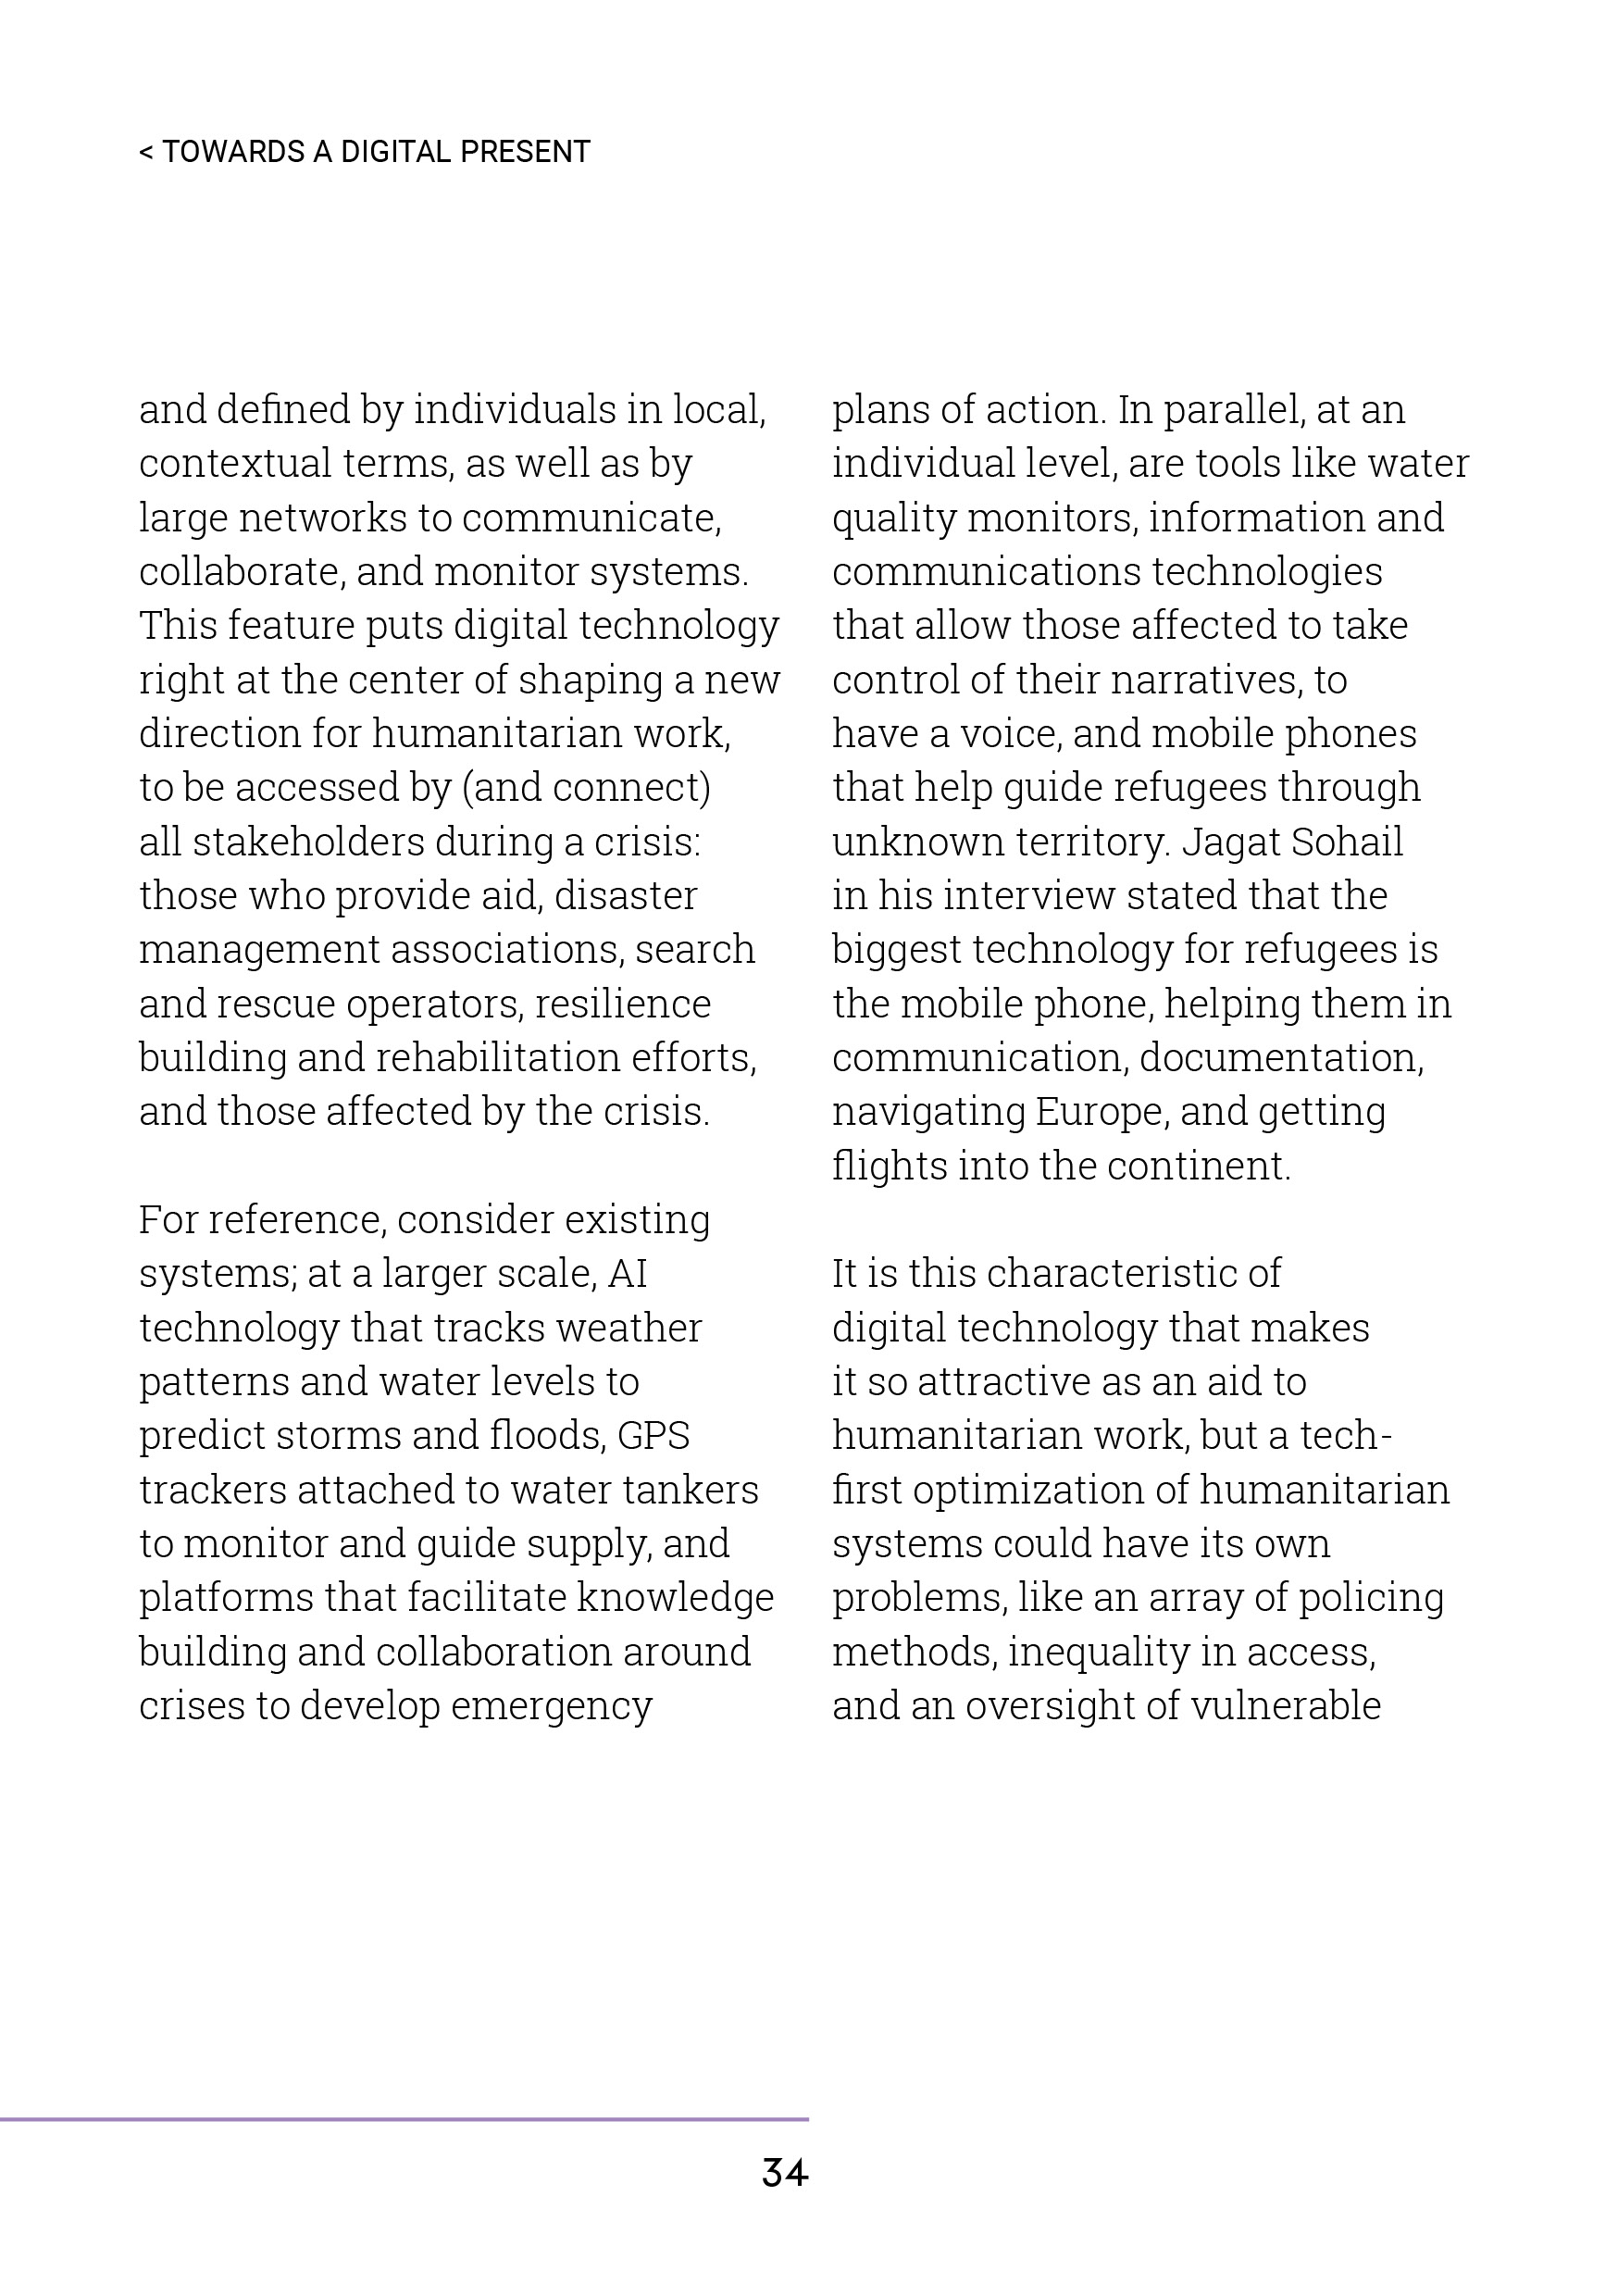 < TOWARDS A DIGITAL PRESENT
and defined by individuals in local,
contextual terms, as well as by
large networks to communicate,
collaborate, and monitor systems.
This feature puts digital technology
right at the center of shaping a new
direction for humanitarian work,
to be accessed by (and connect)
all stakeholders during a crisis:
those who provide aid, disaster
management associations, search
and rescue operators, resilience
building and rehabilitation efforts,
and those affected by the crisis.
For reference, consider existing
systems; at a larger scale, AI
technology that tracks weather
patterns and water levels to
predict storms and floods, GPS
trackers attached to water tankers
to monitor and guide supply, and
platforms that facilitate knowledge
building and collaboration around
crises to develop emergency
plans of action. In parallel, at an
individual level, are tools like water
quality monitors, information and
communications technologies
that allow those affected to take
control of their narratives, to
have a voice, and mobile phones
that help guide refugees through
unknown territory. Jagat Sohail
in his interview stated that the
biggest technology for refugees is
the mobile phone, helping them in
communication, documentation,
navigating Europe, and getting
flights into the continent.
It is this characteristic of
digital technology that makes
it so attractive as an aid to
humanitarian work, but a tech-
first optimization of humanitarian
systems could have its own
problems, like an array of policing
methods, inequality in access,
and an oversight of vulnerable
34